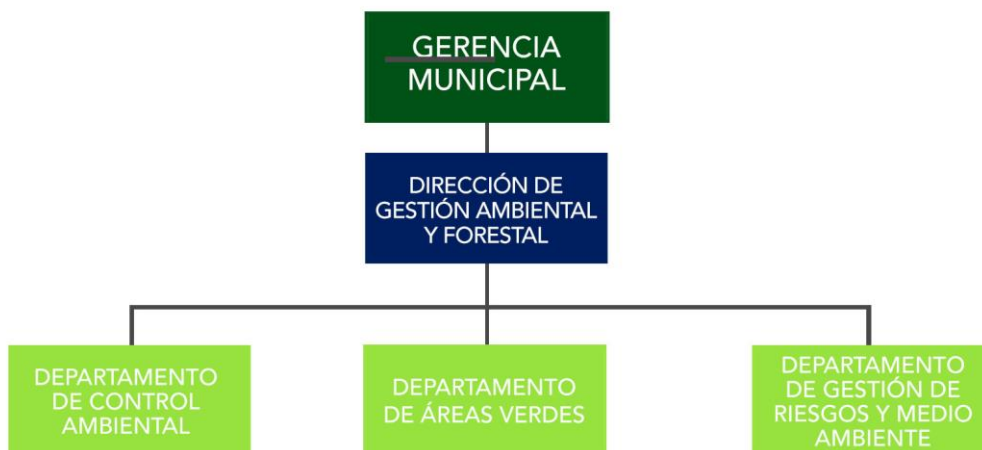 GERENCIA
MUNICIPAL
DIRECCIÓN DE
GESTIÓN AMBIENTAL
Y FORESTAL
DEPARTAMENTO
DE CONTROL
AMBIENTAL
DEPARTAMENTO
DE ÁREAS VERDES
DEPARTAMENTO
DE GESTIÓN DE
RIESGOS Y MEDIO
AMBIENTE